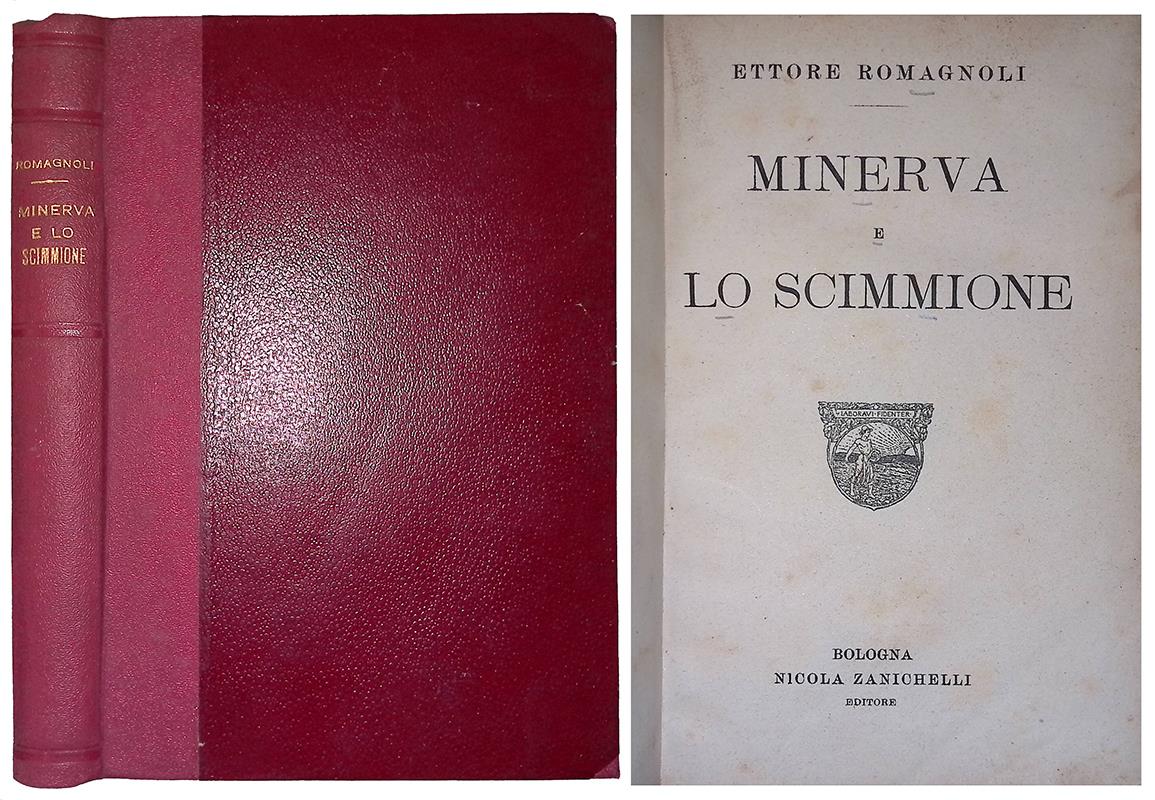 ROMAGNOLI
MINERVA
E LO
SCIMMIONE
ETTORE ROMAGNOLI
MINERVA
E
LO SCIMMIONE
LABORAVI · FIDENTER
BOLOGNA
NICOLA ZANICHELLI
EDITORE